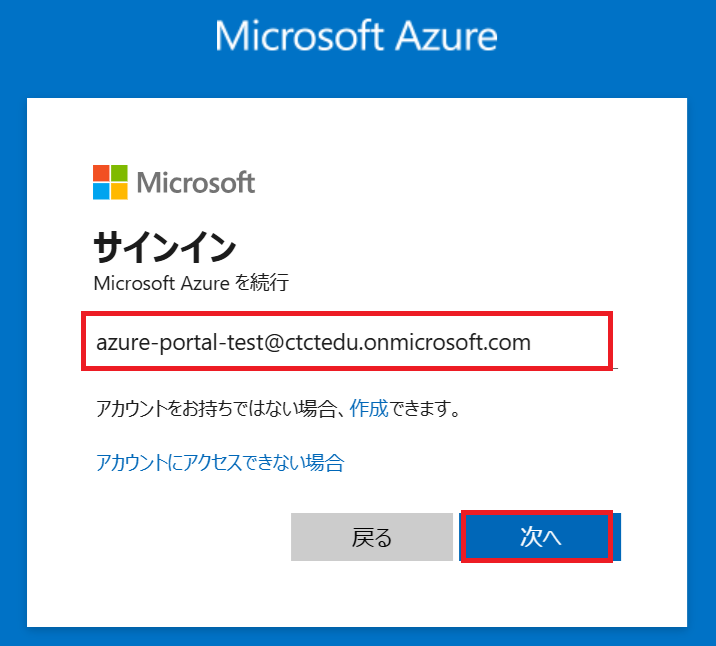 Microsoft Azure
Microsoft
サインイン
Microsoft Azure を続行
azure-portal-test@ctctedu.onmicrosoft.com
アカウントをお持ちではない場合、作成できます。
アカウントにアクセスできない場合
戻る
次へ